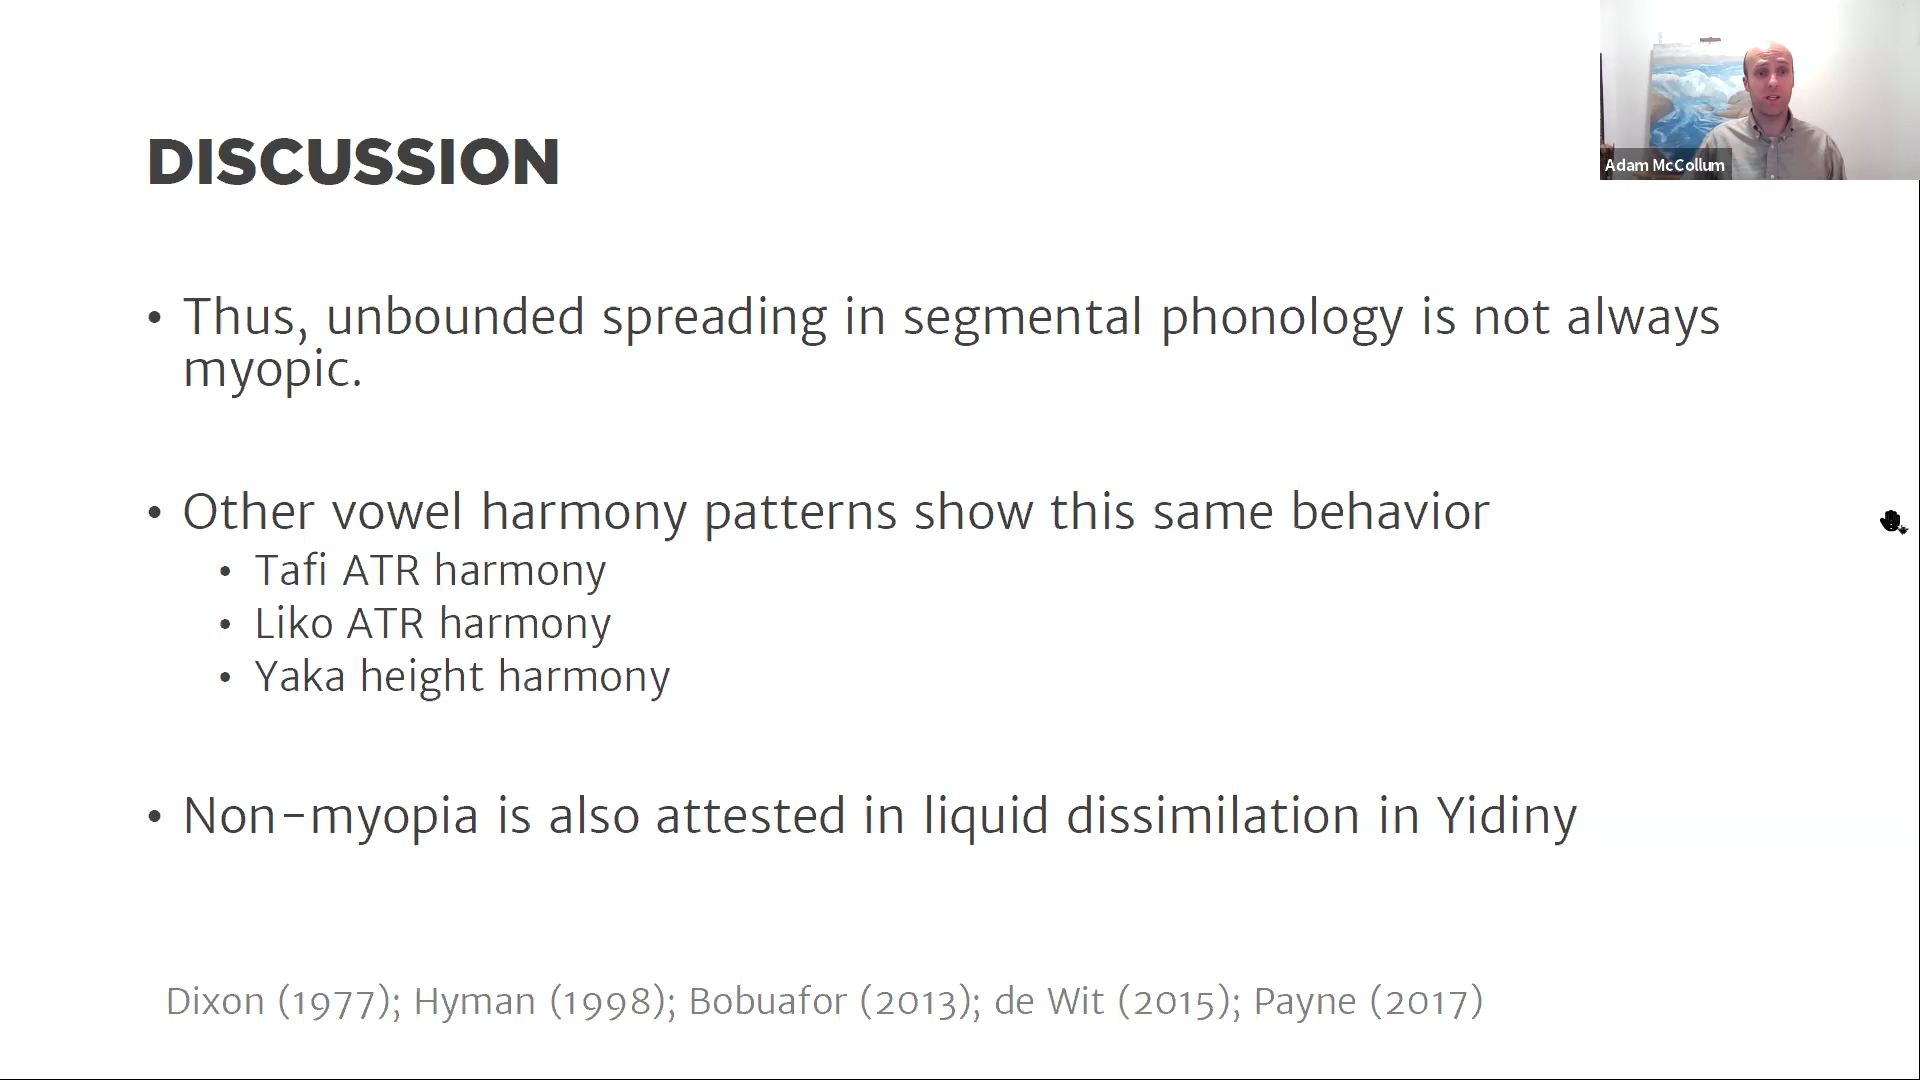 Adam McCollum
DISCUSSION
• Thus, unbounded spreading in segmental phonology is not always
myopic.
• Other vowel harmony patterns show this same behavior
• Tafi ATR harmony
• Liko ATR harmony
• Yaka height harmony
• Non-myopia is also attested in liquid dissimilation in Yidiny
Dixon (1977); Hyman (1998); Bobuafor (2013); de Wit (2015); Payne (2017)